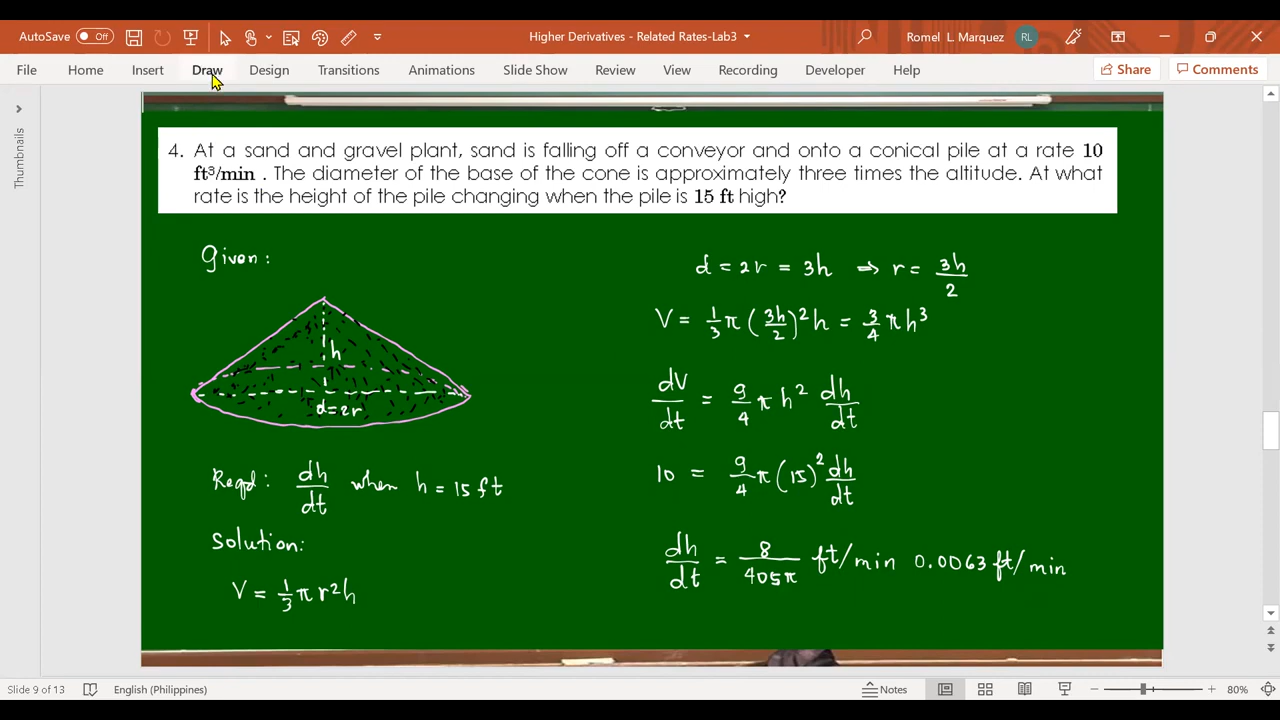 AutoSave Off Higher Derivatives - Related Rates-Lab3 Romel L. Marquez RL
File Home Insert Draw Design Transitions Animations Slide Show Review View Recording Developer Help Share Comments
Thumbnails
4. At a sand and gravel plant, sand is falling off a conveyor and onto a conical pile at a rate 10
ft³/min . The diameter of the base of the cone is approximately three times the altitude. At what
rate is the height of the pile changing when the pile is 15 ft high?
Given:
h
d=2r
Reqd: dh/dt when h = 15 ft
Solution:
V = 1/3 π r²h
d = 2r = 3h ⇒ r = 3h/2
V = 1/3 π (3h/2)² h = 3/4 π h³
dV/dt = 9/4 π h² dh/dt
10 = 9/4 π (15)² dh/dt
dh/dt = 8/405π ft/min 0.0063 ft/min
Slide 9 of 13 English (Philippines) Notes 80%